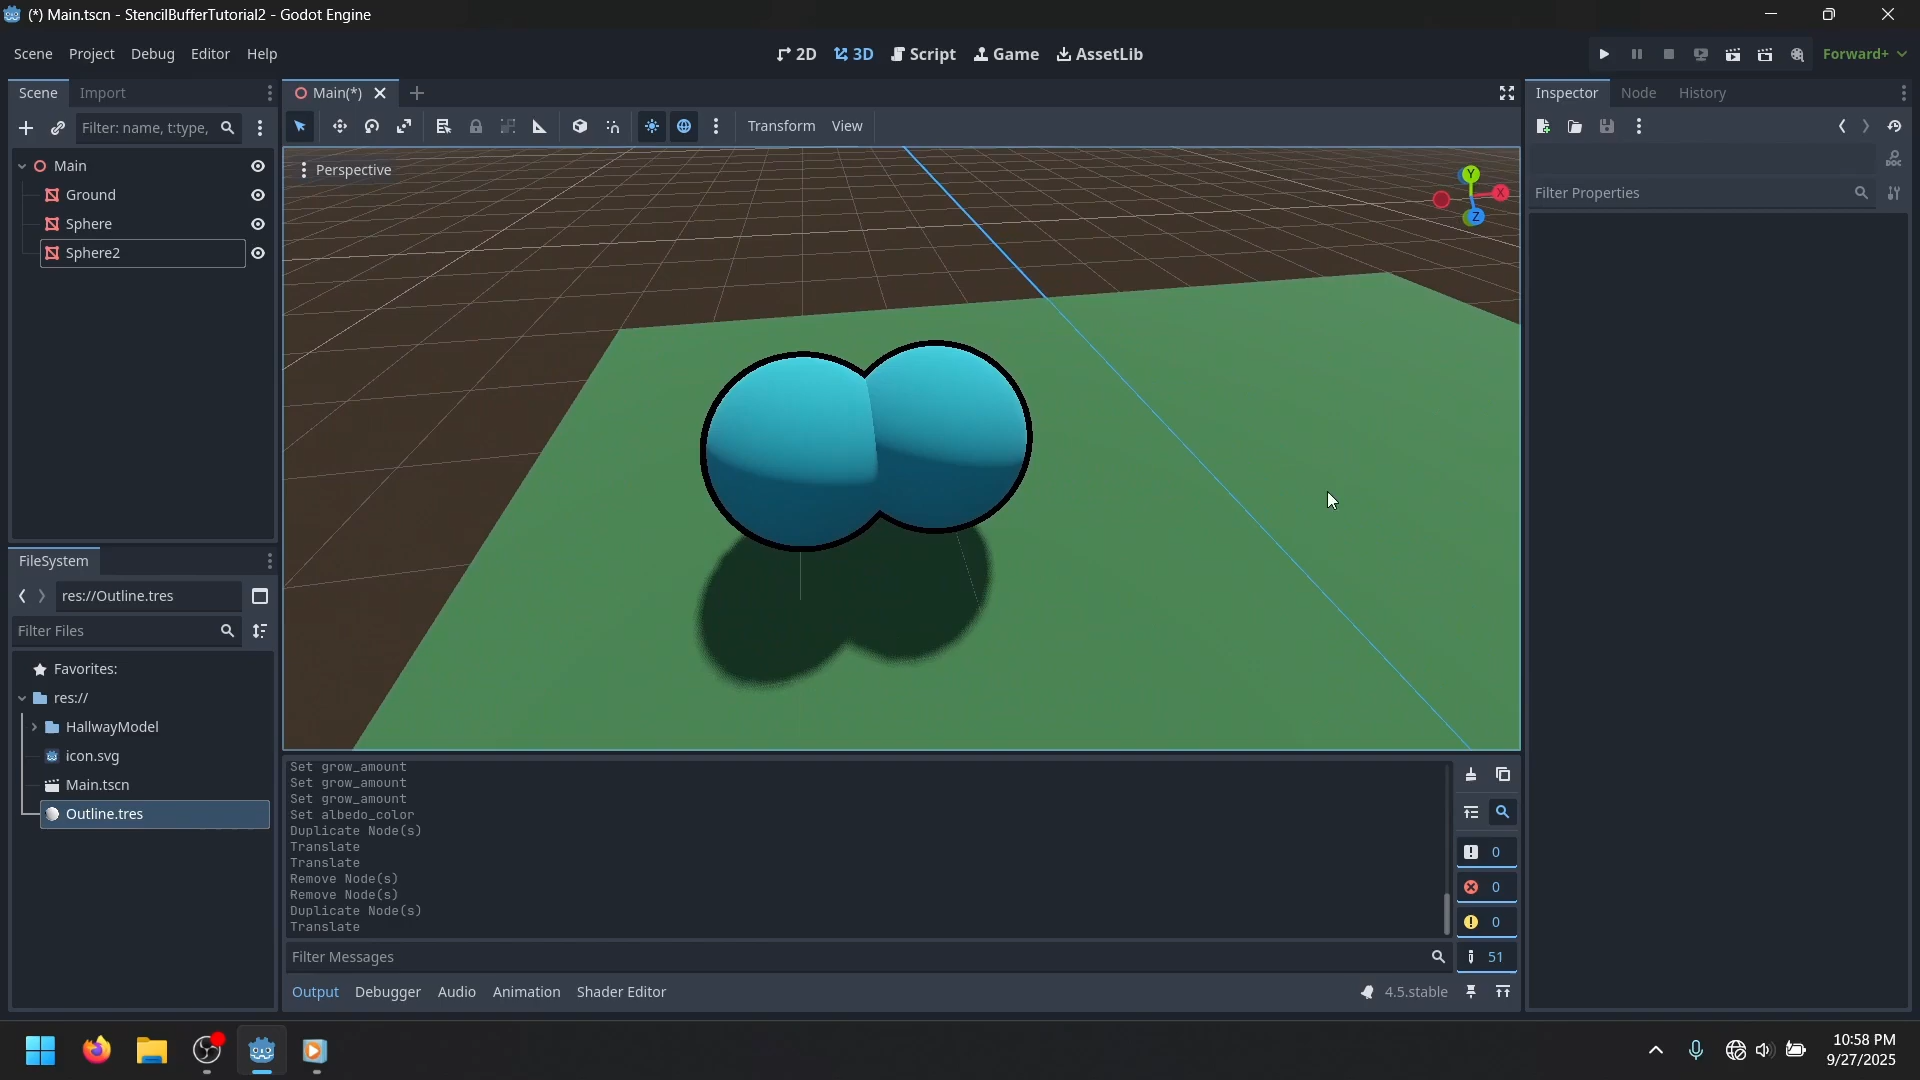 (*) Main.tscn - StencilBufferTutorial2 - Godot Engine
Scene Project Debug Editor Help
2D 3D Script Game AssetLib
Forward+
Scene Import
Main(*)
Inspector Node History
Filter: name, t:type,
Transform View
Main
Ground
Sphere
Sphere2
Perspective
Y
X
Z
DOC
Filter Properties
FileSystem
res://Outline.tres
Filter Files
Favorites:
res://
HallwayModel
icon.svg
Main.tscn
Outline.tres
Set grow_amount
Set grow_amount
Set grow_amount
Set albedo_color
Duplicate Node(s)
Translate
Translate
Remove Node(s)
Remove Node(s)
Duplicate Node(s)
Translate
0
0
0
51
Filter Messages
Output Debugger Audio Animation Shader Editor
4.5.stable
10:58 PM
9/27/2025